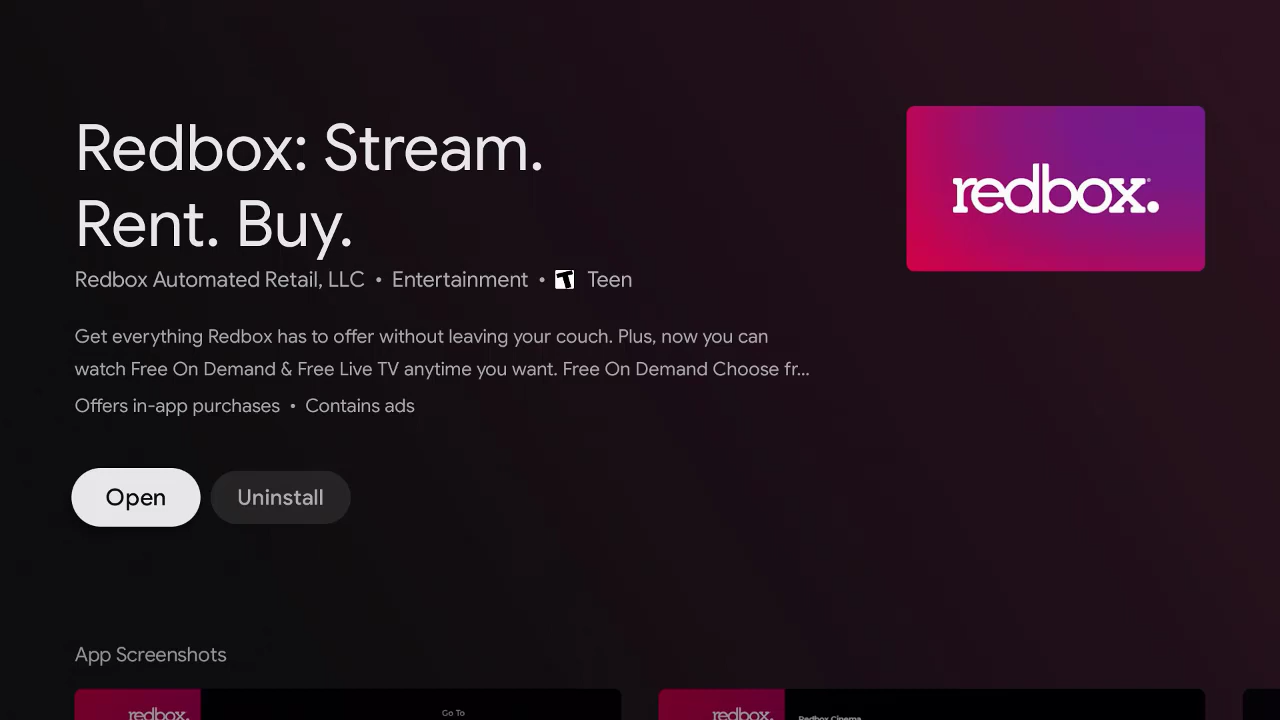 Redbox: Stream.
Rent. Buy.
redbox.
Redbox Automated Retail, LLC • Entertainment • T Teen
Get everything Redbox has to offer without leaving your couch. Plus, now you can
watch Free On Demand & Free Live TV anytime you want. Free On Demand Choose fr...
Offers in-app purchases • Contains ads
Open
Uninstall
App Screenshots
redbox.
Go To
redbox.
Redbox Cinema